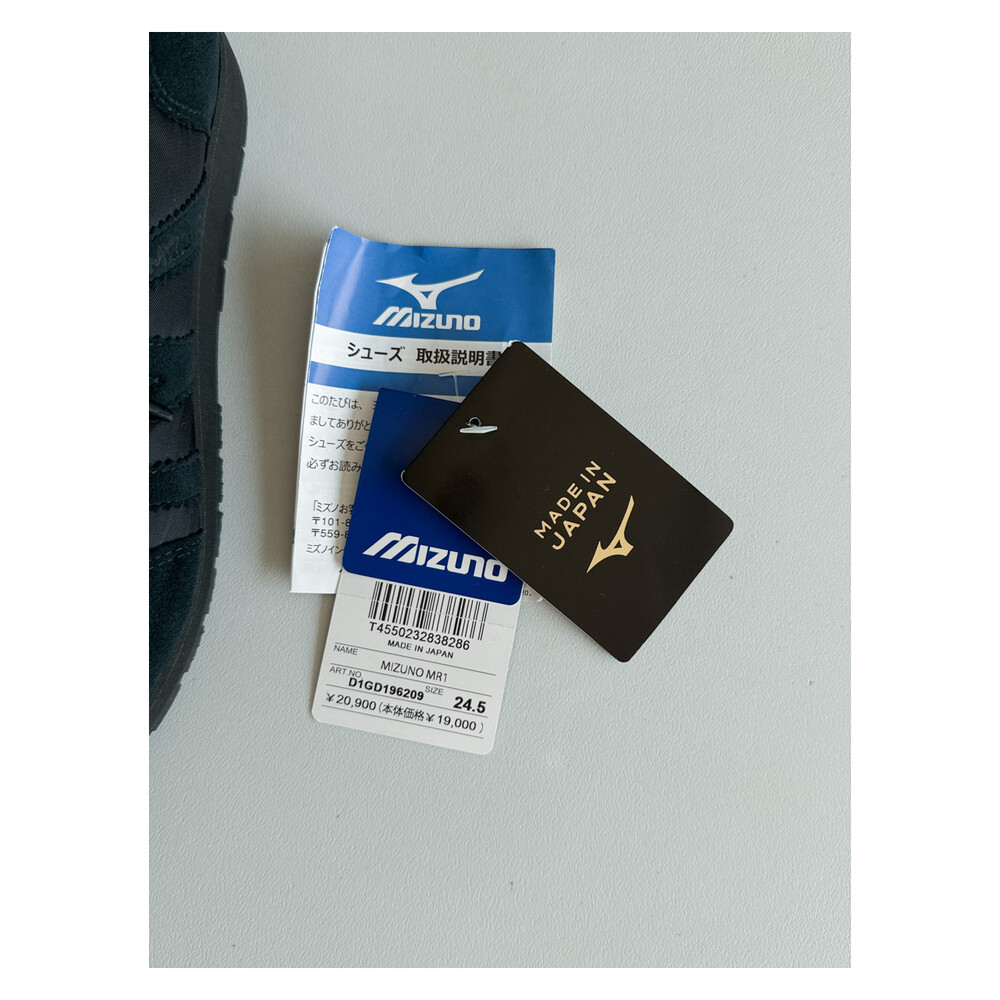 MIZUNO
シューズ 取扱説明書
このたびは、
ましてありがと
シューズをご
必ずお読み
「ミズノお客
〒101-8
〒559-8
ミズノイン
MADE IN
JAPAN
MIZUNO
T4550232838286
MADE IN JAPAN
NAME MIZUNO MR1
ART.NO D1GD196209 SIZE 24.5
¥20,900(本体価格¥19,000)